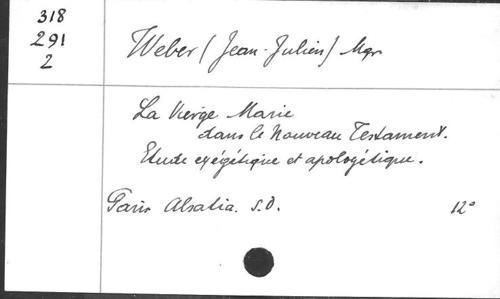 318
291
2
Weber (Jean-Julien) Mgr
La Vierge Marie
dans le Nouveau Testament.
Etude exégétique et apologétique.
Paris Alsatia. S.D. 12°